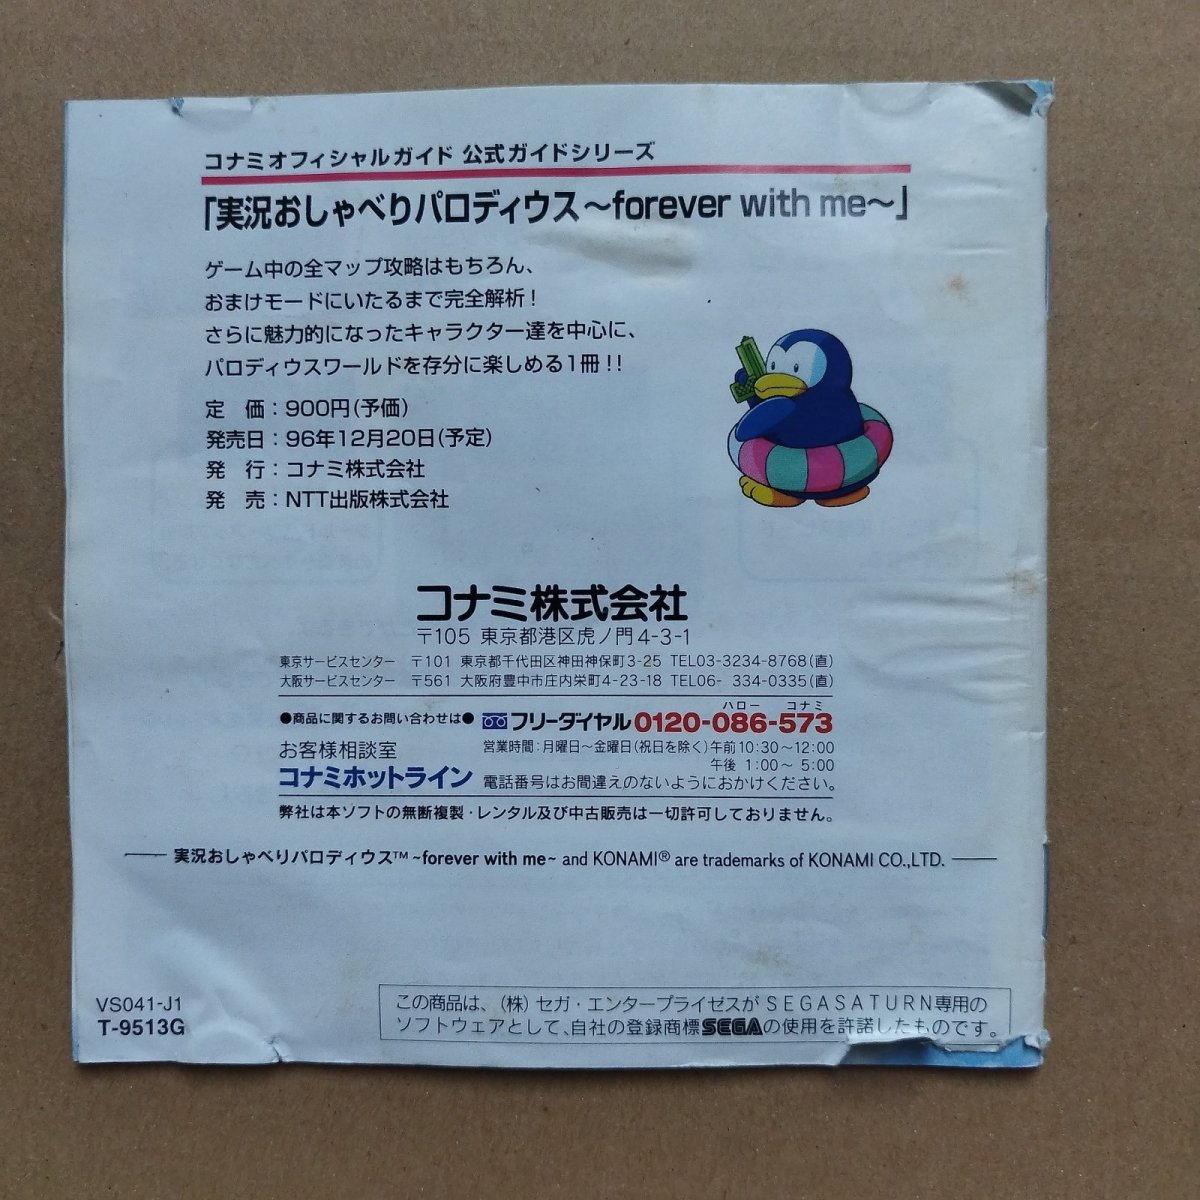 コナミオフィシャルガイド 公式ガイドシリーズ
「実況おしゃべりパロディウス〜forever with me〜」
ゲーム中の全マップ攻略はもちろん、
おまけモードにいたるまで完全解析!
さらに魅力的になったキャラクター達を中心に、
パロディウスワールドを存分に楽しめる1冊!!
定　価：900円(予価)
発売日：96年12月20日(予定)
発　行：コナミ株式会社
発　売：NTT出版株式会社
コナミ株式会社
〒105 東京都港区虎ノ門4-3-1
東京サービスセンター 〒101 東京都千代田区神田神保町3-25 TEL03-3234-8768(直)
大阪サービスセンター 〒561 大阪府豊中市庄内栄町4-23-18 TEL06- 334-0335(直)
ハロー コナミ
●商品に関するお問い合わせは● フリーダイヤル 0120-086-573
お客様相談室 営業時間：月曜日〜金曜日(祝日を除く)午前10:30〜12:00
午後 1:00〜 5:00
コナミホットライン 電話番号はお間違えのないようにおかけください。
弊社は本ソフトの無断複製・レンタル及び中古販売は一切許可しておりません。
実況おしゃべりパロディウス™ ~forever with me~ and KONAMI® are trademarks of KONAMI CO.,LTD.
VS041-J1
T-9513G
この商品は、(株)セガ・エンタープライゼスがSEGASATURN専用の
ソフトウェアとして、自社の登録商標SEGAの使用を許諾したものです。